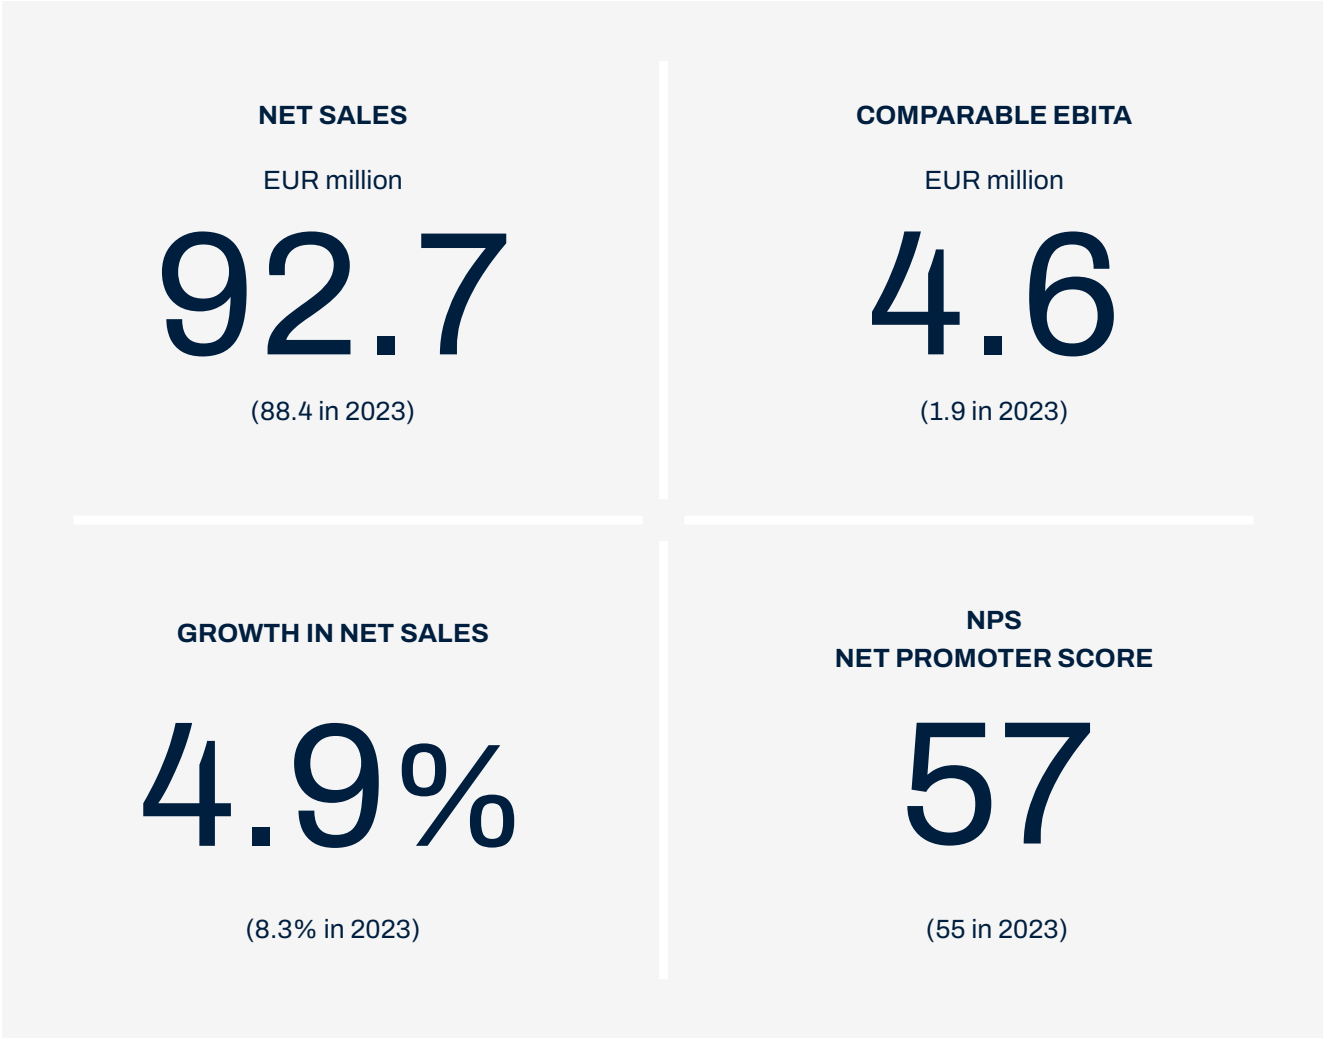 NET SALES
EUR million
92.7
(88.4 in 2023)
COMPARABLE EBITA
EUR million
4.6
(1.9 in 2023)
GROWTH IN NET SALES
4.9%
(8.3% in 2023)
NPS
NET PROMOTER SCORE
57
(55 in 2023)